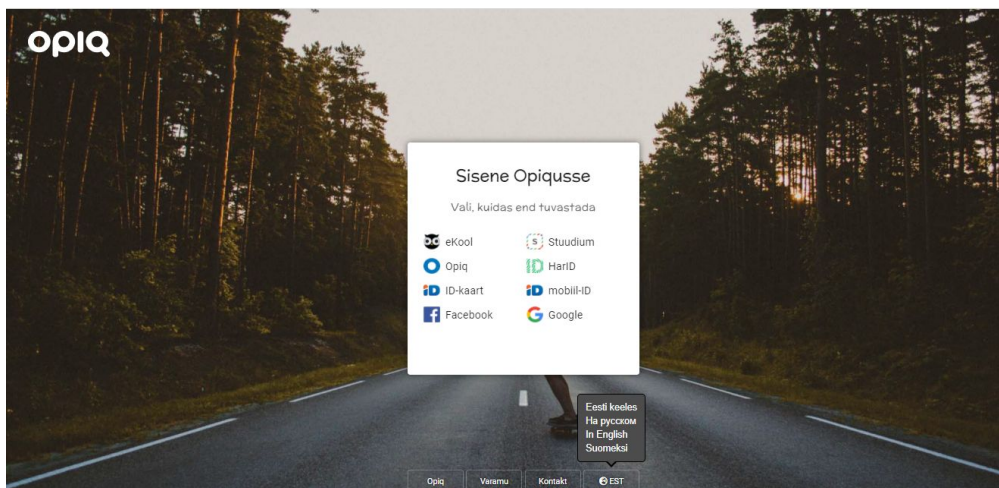 opiq
Sisene Opiqusse
Vali, kuidas end tuvastada
eKool
Stuudium
Opiq
HarID
ID-kaart
mobiil-ID
Facebook
Google
Eesti keeles
На русском
In English
Suomeksi
Opiq
Varamu
Kontakt
EST